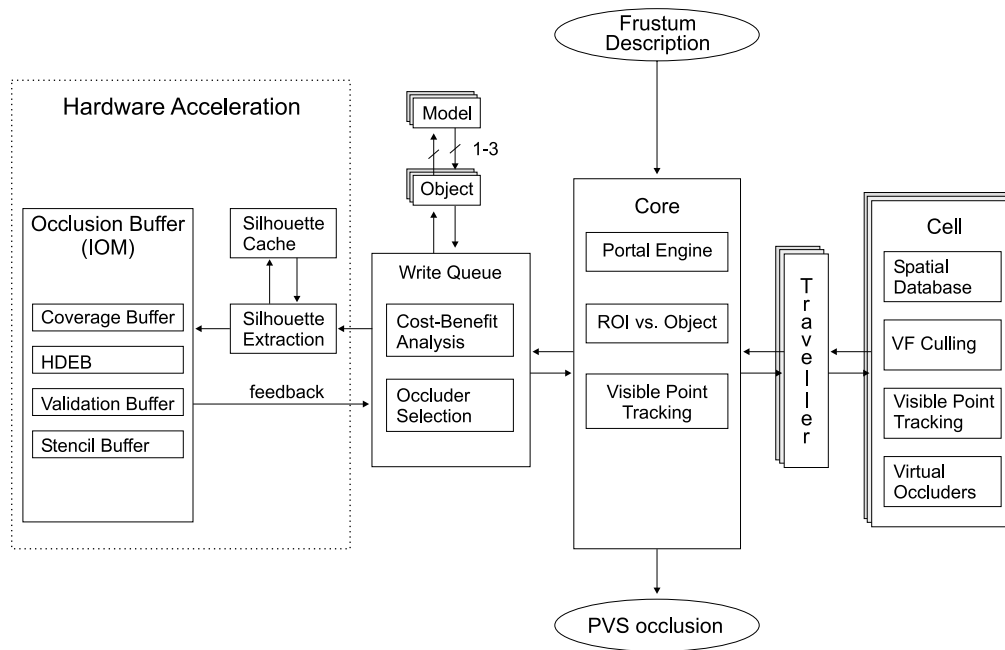 Frustum
Description
Hardware Acceleration
Model
1-3
Object
Occlusion Buffer
(IOM)
Coverage Buffer
HDEB
Validation Buffer
Stencil Buffer
Silhouette
Cache
Silhouette
Extraction
feedback
Write Queue
Cost-Benefit
Analysis
Occluder
Selection
Core
Portal Engine
ROI vs. Object
Visible Point
Tracking
Traveller
Cell
Spatial
Database
VF Culling
Visible Point
Tracking
Virtual
Occluders
PVS occlusion